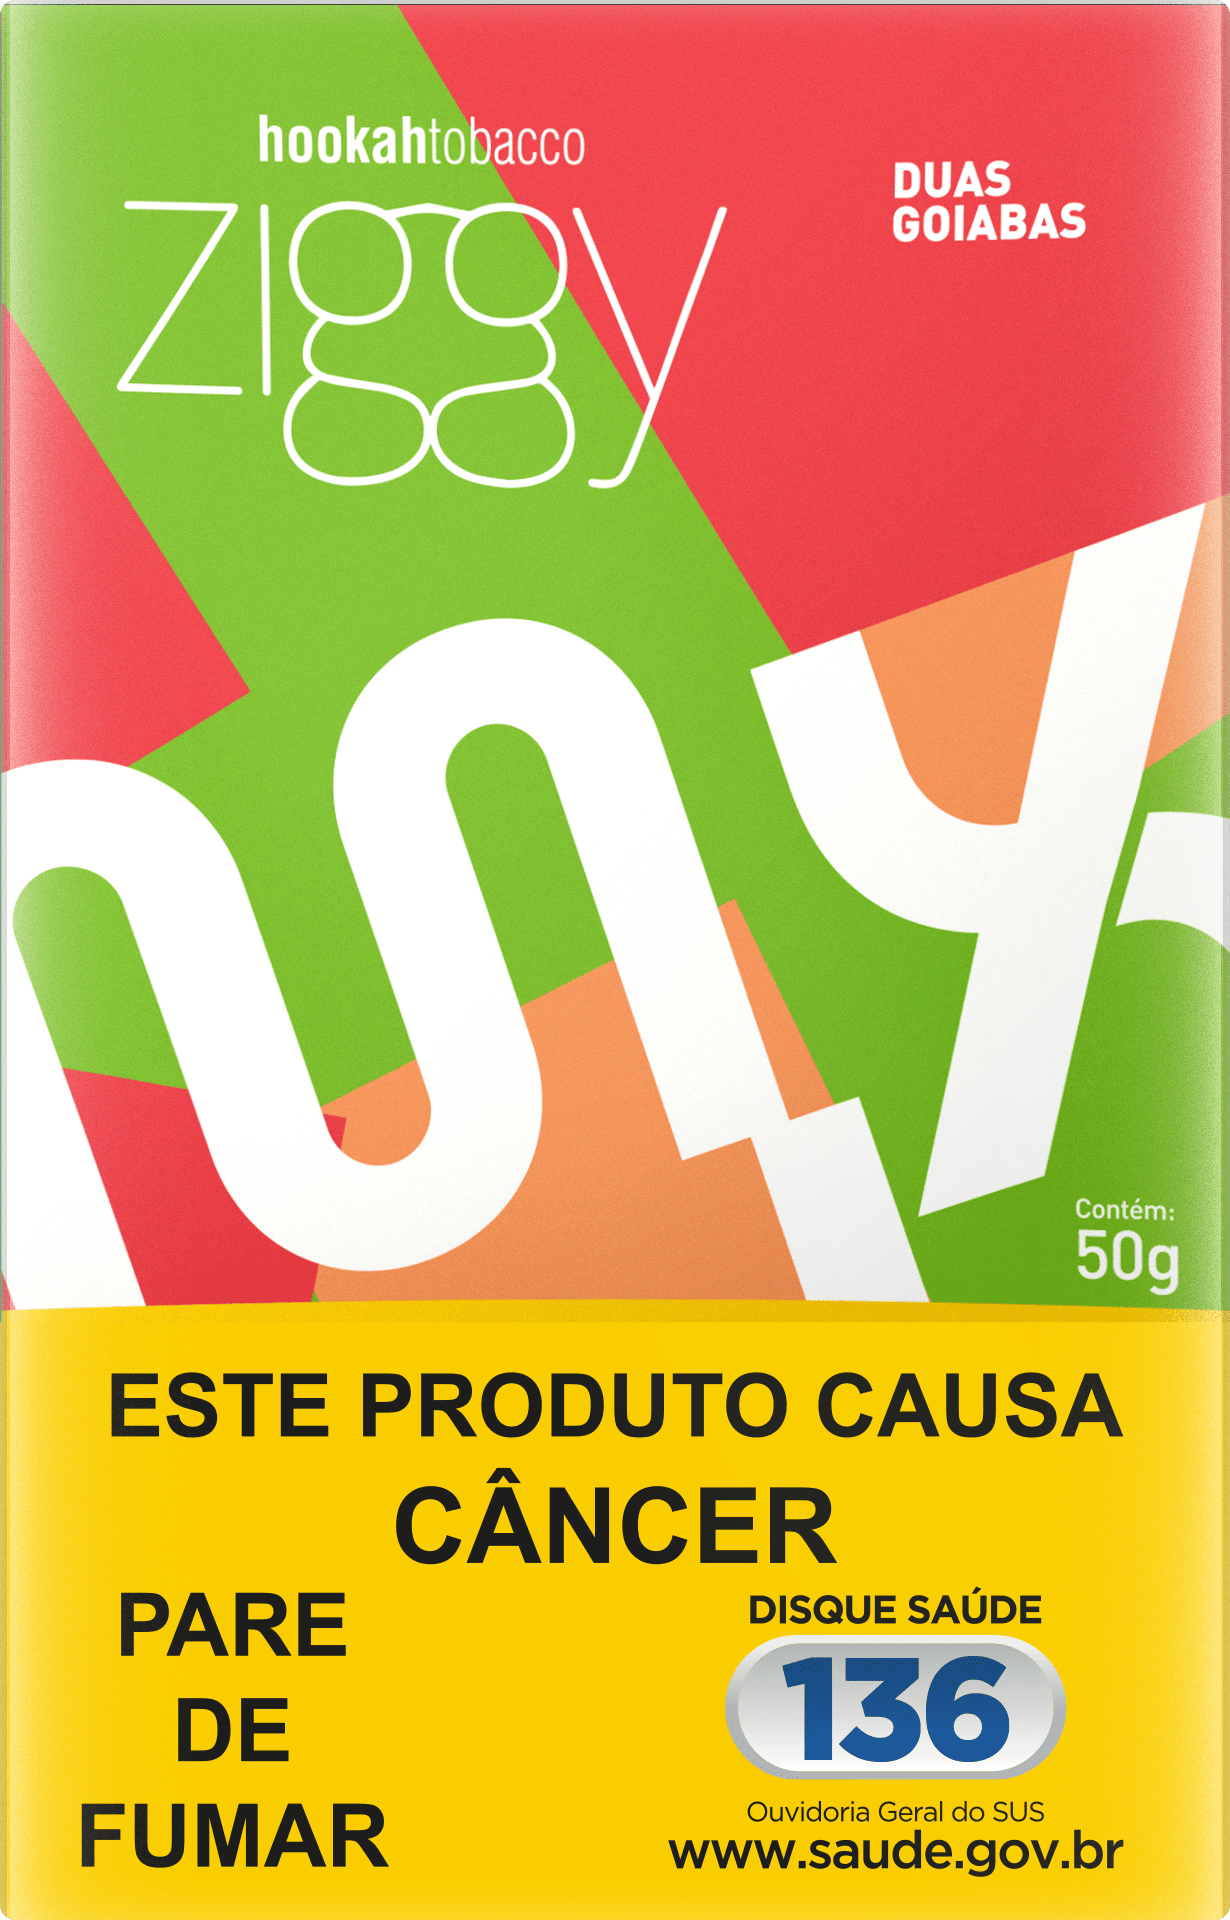 hookahtobacco
ziggy
DUAS
GOIABAS
Contém:
50g
ESTE PRODUTO CAUSA
CÂNCER
PARE
DE
FUMAR
DISQUE SAÚDE
136
Ouvidoria Geral do SUS
www.saude.gov.br